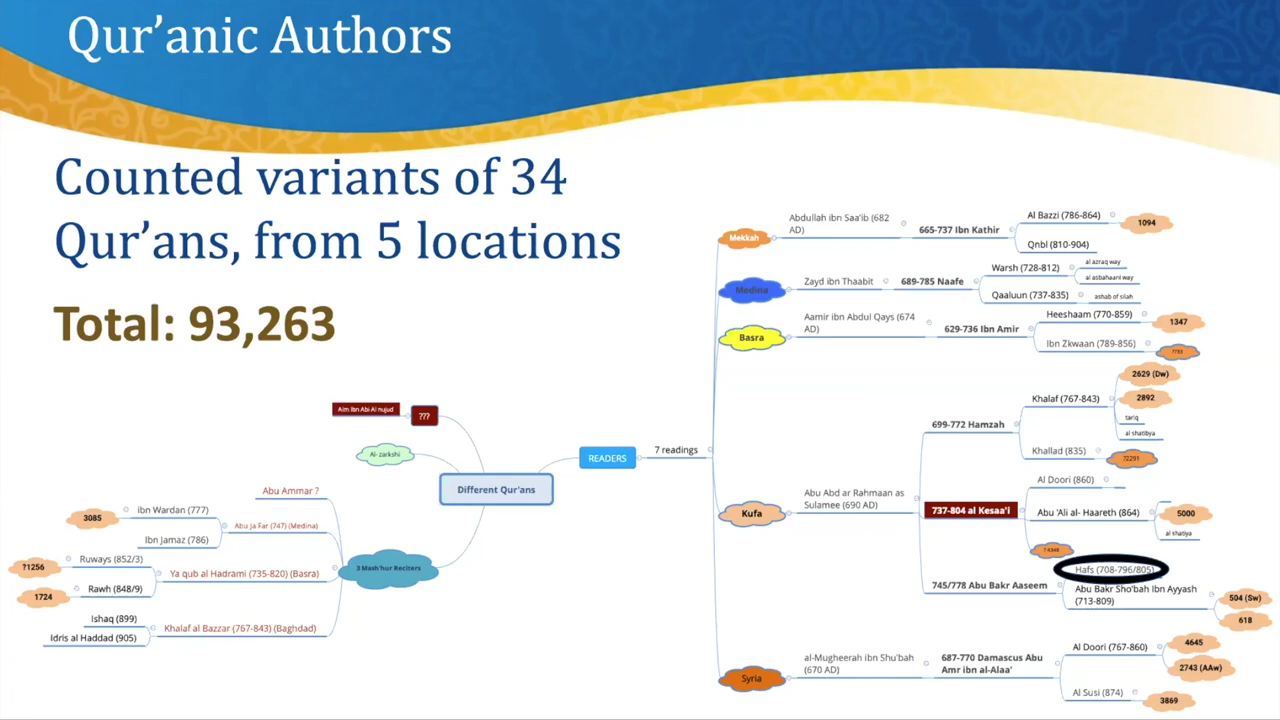 Qur’anic Authors
Counted variants of 34
Qur’ans, from 5 locations
Total: 93,263
Different Qur'ans
READERS
7 readings
Mekkah
Abdullah ibn Saa'ib (682
AD)
665-737 Ibn Kathir
Al Bazzi (786-864)
1094
Qnbl (810-904)
Medina
Zayd ibn Thaabit
689-785 Naafe
Warsh (728-812)
al azraq way
al asbahaani way
Qaaluun (737-835)
ashab of silah
Basra
Aamir ibn Abdul Qays (674
AD)
629-736 Ibn Amir
Heeshaam (770-859)
1347
Ibn Zkwaan (789-856)
Kufa
Abu Abd ar Rahmaan as
Sulamee (690 AD)
699-772 Hamzah
Khalaf (767-843)
2629 (Dw)
2892
tariq
al shatibya
Khallad (835)
?2291
737-804 al Kesaa'i
Al Doori (860)
Abu 'Ali al- Haareth (864)
5000
al shatiya
? 4348
745/778 Abu Bakr Aaseem
Hafs (708-796/805)
Abu Bakr Sho'bah Ibn Ayyash
(713-809)
504 (Sw)
618
Syria
al-Mugheerah ibn Shu'bah
(670 AD)
687-770 Damascus Abu
Amr ibn al-Alaa'
Al Doori (767-860)
4645
2743 (AAw)
Al Susi (874)
3869
Aim Ibn Abi Al nujud
???
Al- zarkshi
3 Mash'hur Reciters
Abu Ammar ?
Abu Ja Far (747) (Medina)
ibn Wardan (777)
3085
Ibn Jamaz (786)
Ya qub al Hadrami (735-820) (Basra)
Ruways (852/3)
?1256
Rawh (848/9)
1724
Khalaf al Bazzar (767-843) (Baghdad)
Ishaq (899)
Idris al Haddad (905)